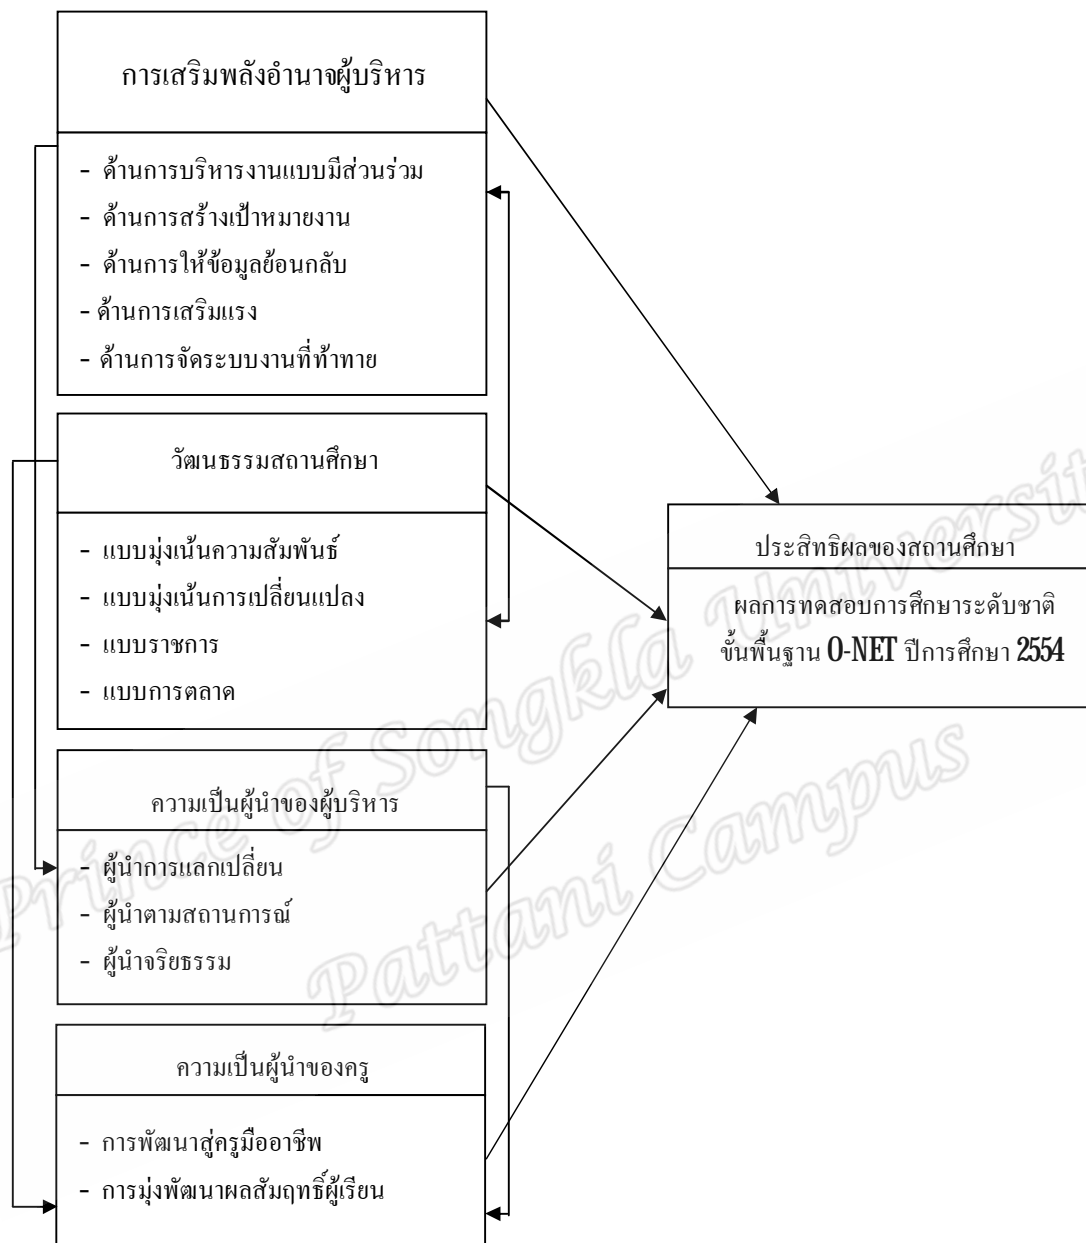 การเสริมพลังอำนาจผู้บริหาร
- ด้านการบริหารงานแบบมีส่วนร่วม
- ด้านการสร้างเป้าหมายงาน
- ด้านการให้ข้อมูลย้อนกลับ
- ด้านการเสริมแรง
- ด้านการจัดระบบงานที่ท้าทาย
วัฒนธรรมสถานศึกษา
- แบบมุ่งเน้นความสัมพันธ์
- แบบมุ่งเน้นการเปลี่ยนแปลง
- แบบราชการ
- แบบการตลาด
ความเป็นผู้นำของผู้บริหาร
- ผู้นำการแลกเปลี่ยน
- ผู้นำตามสถานการณ์
- ผู้นำจริยธรรม
ความเป็นผู้นำของครู
- การพัฒนาสู่ครูมืออาชีพ
- การมุ่งพัฒนาผลสัมฤทธิ์ผู้เรียน
ประสิทธิผลของสถานศึกษา
ผลการทดสอบการศึกษาระดับชาติ
ขั้นพื้นฐาน O-NET ปีการศึกษา 2554
Prince of Songkla Universit
Pattani Campus